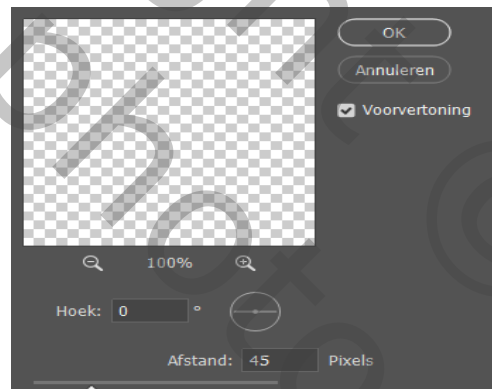 OK
Annuleren
Voorvertoning
100%
Hoek: 0 °
Afstand: 45 Pixels